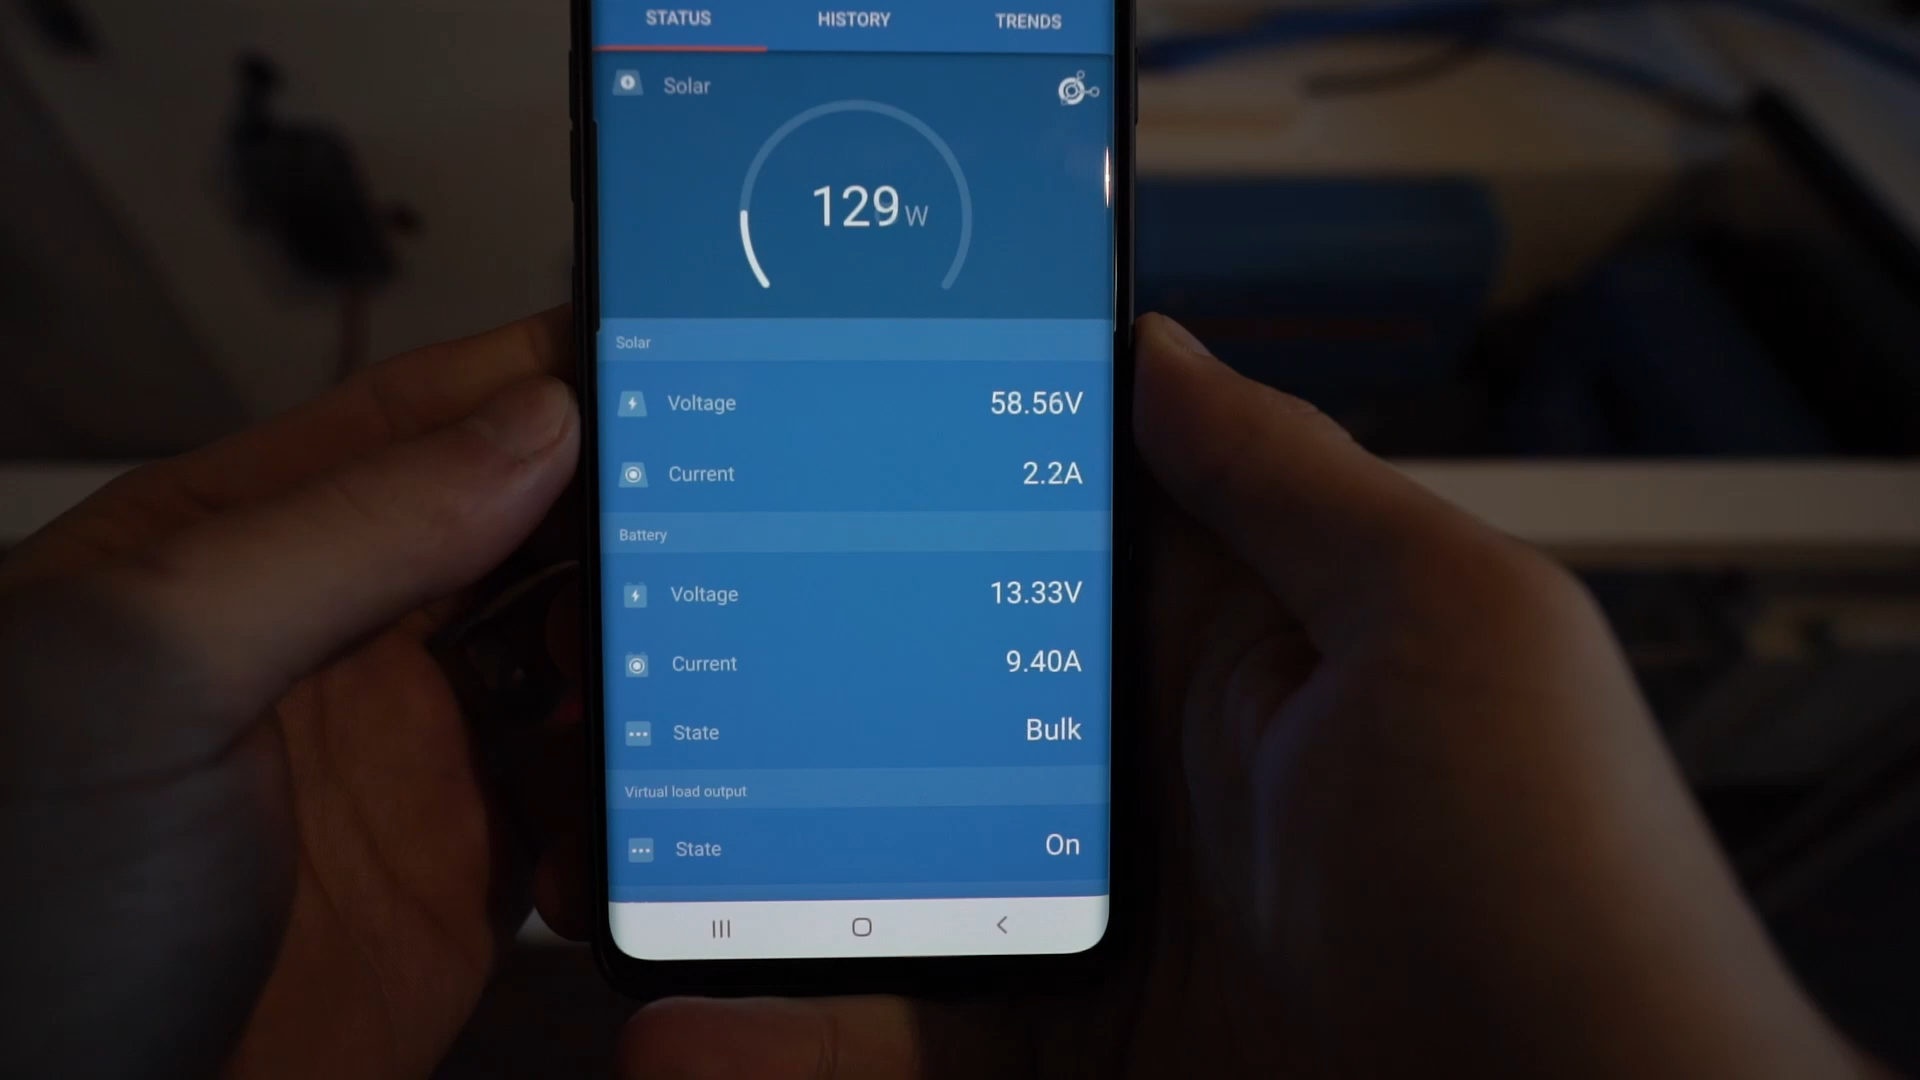 STATUS HISTORY TRENDS
Solar
129W
Solar
Voltage 58.56V
Current 2.2A
Battery
Voltage 13.33V
Current 9.40A
State Bulk
Virtual load output
State On